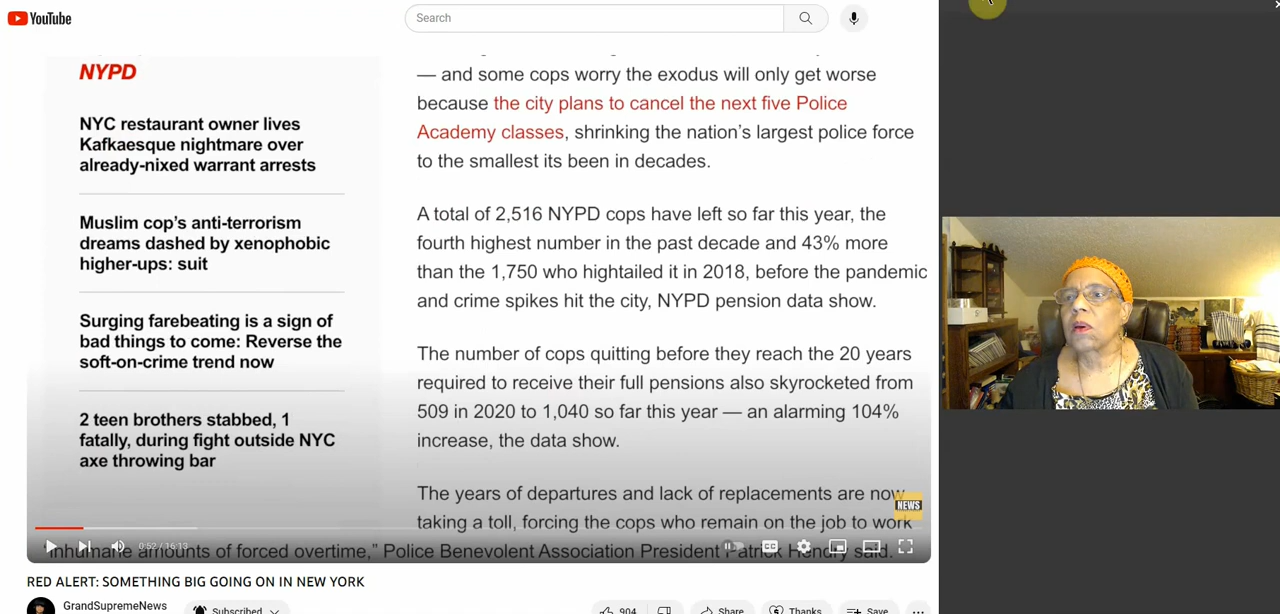 YouTube
Search
NYPD
NYC restaurant owner lives
Kafkaesque nightmare over
already-nixed warrant arrests
Muslim cop’s anti-terrorism
dreams dashed by xenophobic
higher-ups: suit
Surging farebeating is a sign of
bad things to come: Reverse the
soft-on-crime trend now
2 teen brothers stabbed, 1
fatally, during fight outside NYC
axe throwing bar
— and some cops worry the exodus will only get worse
because the city plans to cancel the next five Police
Academy classes, shrinking the nation’s largest police force
to the smallest its been in decades.
A total of 2,516 NYPD cops have left so far this year, the
fourth highest number in the past decade and 43% more
than the 1,750 who hightailed it in 2018, before the pandemic
and crime spikes hit the city, NYPD pension data show.
The number of cops quitting before they reach the 20 years
required to receive their full pensions also skyrocketed from
509 in 2020 to 1,040 so far this year — an alarming 104%
increase, the data show.
The years of departures and lack of replacements are now
taking a toll, forcing the cops who remain on the job to work
“inhumane amounts of forced overtime,” Police Benevolent Association President Patrick Hendry said.
NEWS
0:52 / 16:13
CC
RED ALERT: SOMETHING BIG GOING ON IN NEW YORK
GrandSupremeNews
Subscribed
904
Share
Thanks
Save